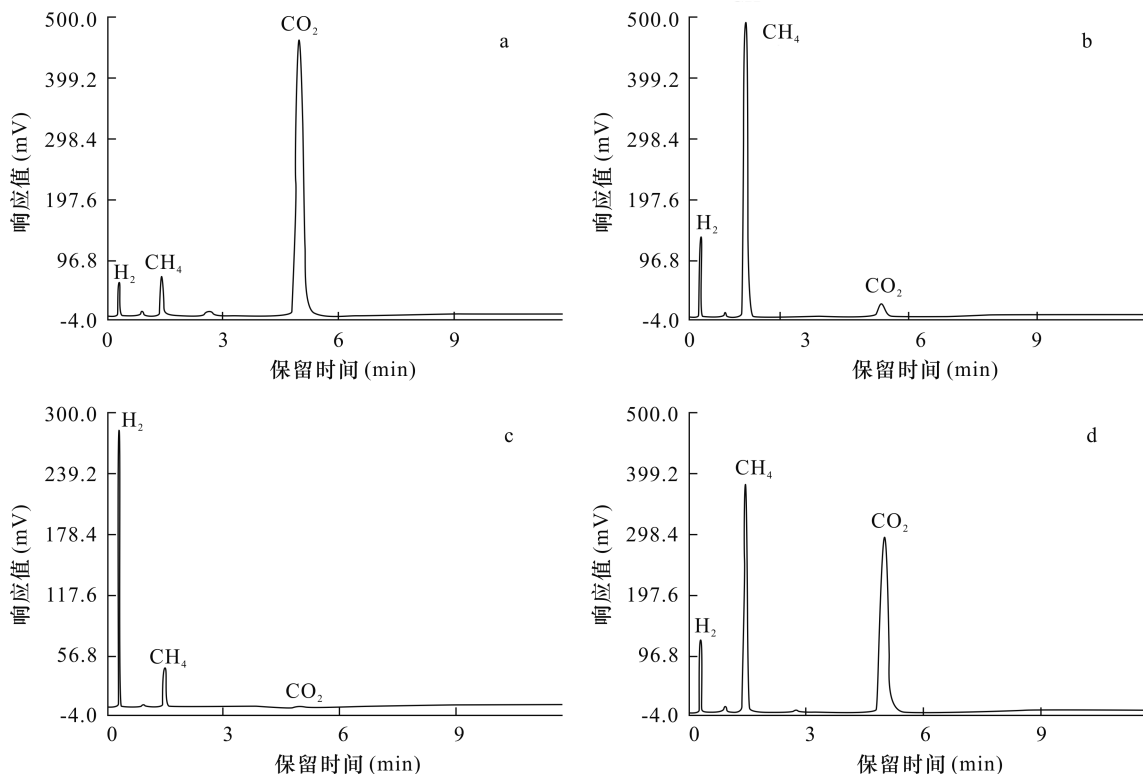 500.0
399.2
298.4
197.6
96.8
-4.0
响应值 (mV)
CO₂
a
H₂
CH₄
0 3 6 9
保留时间 (min)
500.0
399.2
298.4
197.6
96.8
-4.0
响应值 (mV)
CH₄
b
H₂
CO₂
0 3 6 9
保留时间 (min)
300.0
239.2
178.4
117.6
56.8
-4.0
响应值 (mV)
H₂
c
CH₄
CO₂
0 3 6 9
保留时间 (min)
500.0
399.2
298.4
197.6
96.8
-4.0
响应值 (mV)
d
CH₄
CO₂
H₂
0 3 6 9
保留时间 (min)